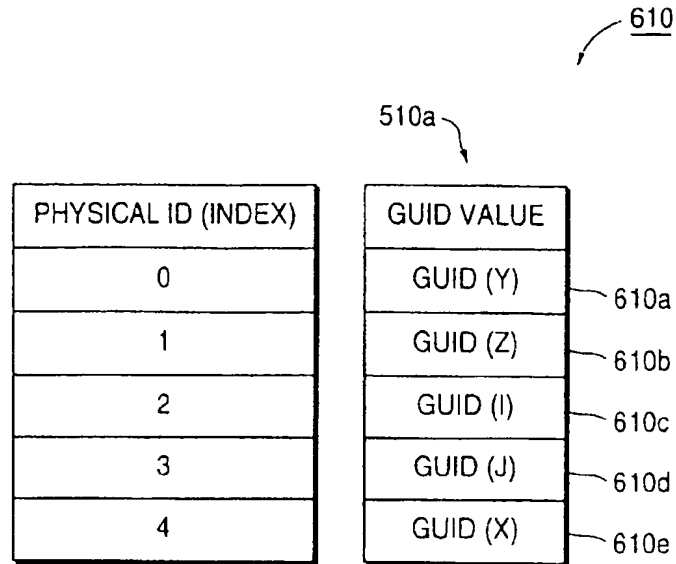 610
510a
PHYSICAL ID (INDEX) GUID VALUE
0 GUID (Y) 610a
1 GUID (Z) 610b
2 GUID (I) 610c
3 GUID (J) 610d
4 GUID (X) 610e